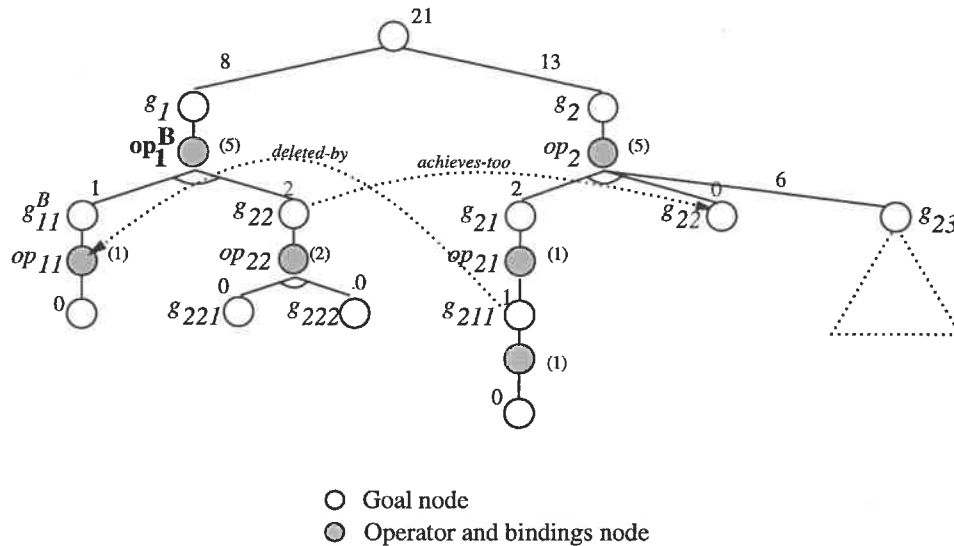 21
8 13
g1 g2
op1B (5) deleted-by achieves-too op2 (5)
1 2 2 0 6
g11B g22 g21 g22 g23
op11 (1) op22 (2) op21 (1)
0 0 .0 1
g221 g222 g211
(1)
0
Goal node
Operator and bindings node